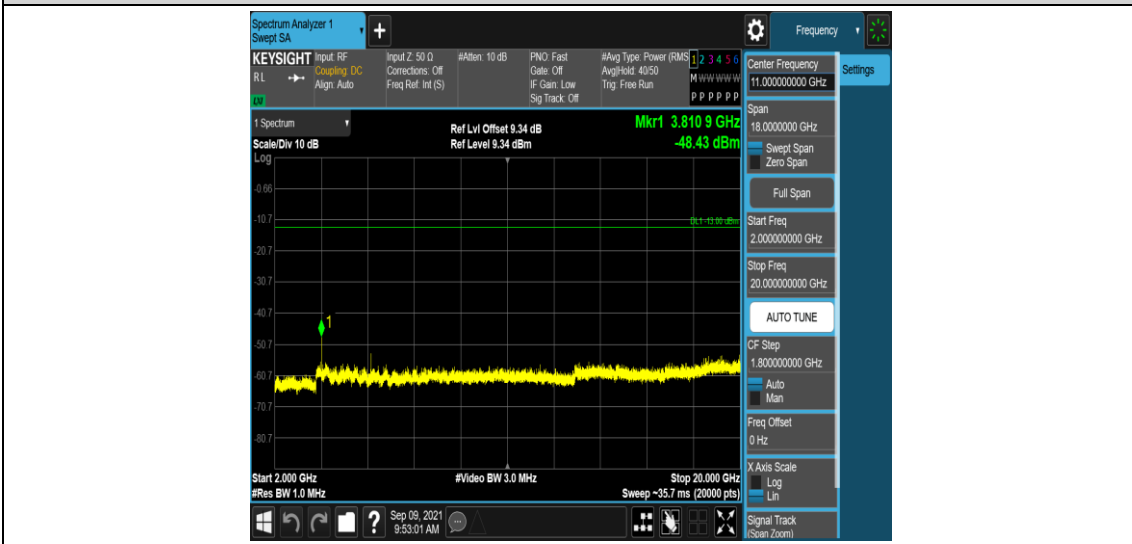 Spectrum Analyzer 1
Swept SA
+
Frequency
KEYSIGHT
RL
LXI
Input: RF
Coupling: DC
Align: Auto
Input Z: 50 Ω
Corrections: Off
Freq Ref: Int (S)
#Atten: 10 dB
PNO: Fast
Gate: Off
IF Gain: Low
Sig Track: Off
#Avg Type: Power (RMS
Avg|Hold: 40/50
Trig: Free Run
1 2 3 4 5 6
M W W W W W
P P P P P P
1 Spectrum
Scale/Div 10 dB
Ref Lvl Offset 9.34 dB
Ref Level 9.34 dBm
Mkr1 3.810 9 GHz
-48.43 dBm
Log
-0.66
-10.7
DL1 -13.00 dBm
-20.7
-30.7
-40.7
1
-50.7
-60.7
-70.7
-80.7
Start 2.000 GHz
#Video BW 3.0 MHz
Stop 20.000 GHz
#Res BW 1.0 MHz
Sweep ~35.7 ms (20000 pts)
?
Sep 09, 2021
9:53:01 AM
Center Frequency
11.000000000 GHz
Settings
Span
18.0000000 GHz
Swept Span
Zero Span
Full Span
Start Freq
2.000000000 GHz
Stop Freq
20.000000000 GHz
AUTO TUNE
CF Step
1.800000000 GHz
Auto
Man
Freq Offset
0 Hz
X Axis Scale
Log
Lin
Signal Track
(Span Zoom)